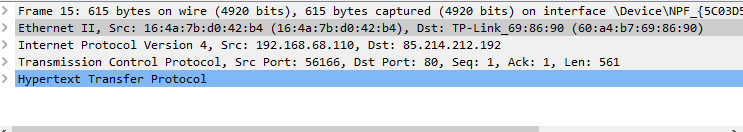 Frame 15: 615 bytes on wire (4920 bits), 615 bytes captured (4920 bits) on interface \Device\NPF_{5C03D5
Ethernet II, Src: 16:4a:7b:d0:42:b4 (16:4a:7b:d0:42:b4), Dst: TP-Link_69:86:90 (60:a4:b7:69:86:90)
Internet Protocol Version 4, Src: 192.168.68.110, Dst: 85.214.212.192
Transmission Control Protocol, Src Port: 56166, Dst Port: 80, Seq: 1, Ack: 1, Len: 561
Hypertext Transfer Protocol